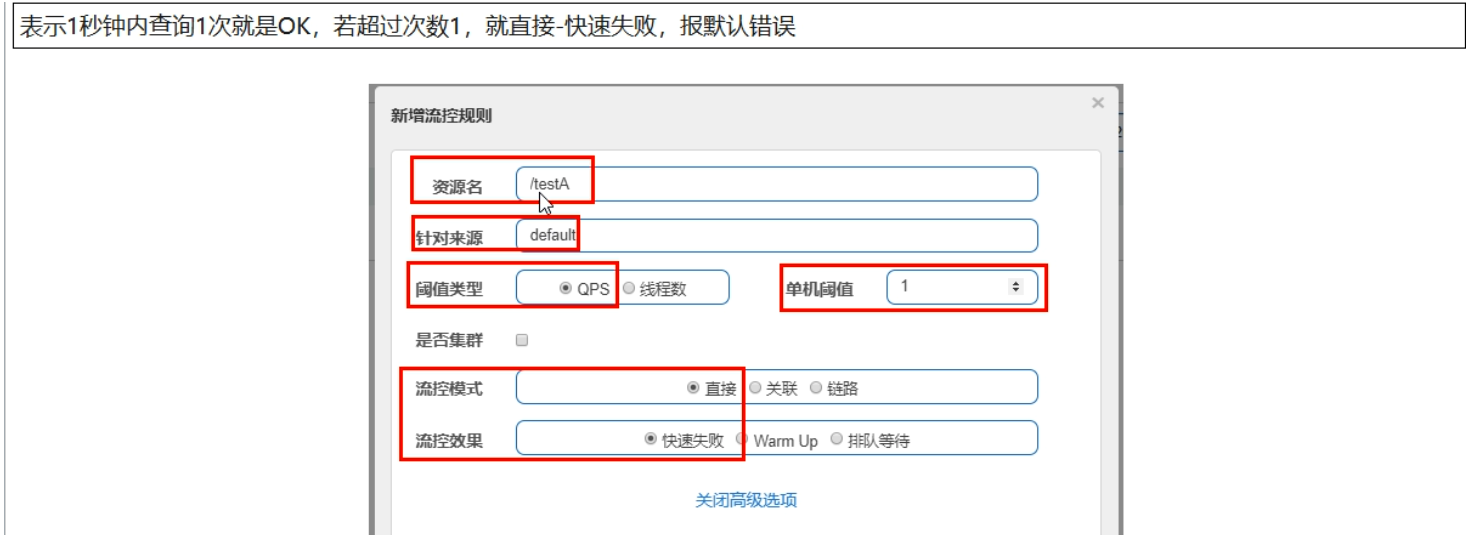 表示1秒钟内查询1次就是OK，若超过次数1，就直接-快速失败，报默认错误
新增流控规则 ×
资源名 /testA
针对来源 default
阈值类型 QPS 线程数 单机阈值 1
是否集群
流控模式 直接 关联 链路
流控效果 快速失败 Warm Up 排队等待
关闭高级选项